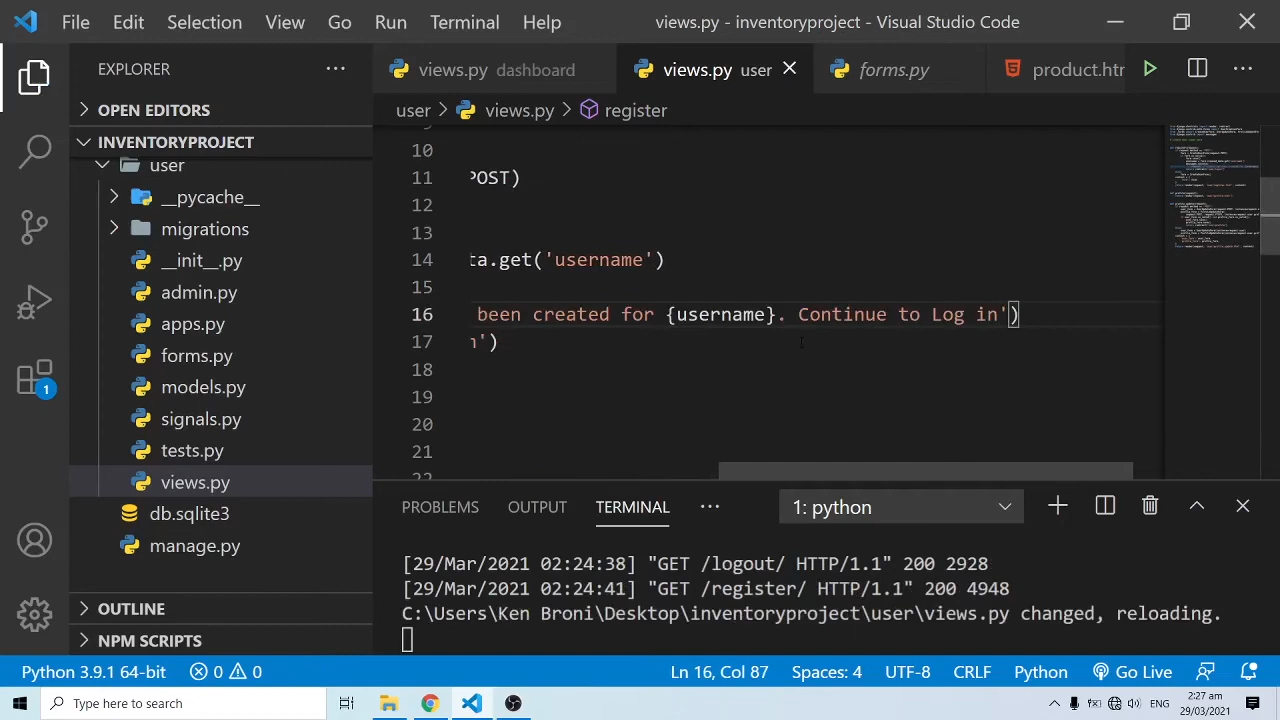 File Edit Selection View Go Run Terminal Help views.py - inventoryproject - Visual Studio Code
EXPLORER
views.py dashboard
views.py user
forms.py
product.htr
OPEN EDITORS
user > views.py > register
INVENTORYPROJECT
user
__pycache__
migrations
__init__.py
admin.py
apps.py
forms.py
models.py
signals.py
tests.py
views.py
db.sqlite3
manage.py
OUTLINE
NPM SCRIPTS
1
10
11 POST)
12
13
14 ta.get('username')
15
16 been created for {username}. Continue to Log in')
17 n')
18
19
20
21
22
PROBLEMS OUTPUT TERMINAL 1: python
[29/Mar/2021 02:24:38] "GET /logout/ HTTP/1.1" 200 2928
[29/Mar/2021 02:24:41] "GET /register/ HTTP/1.1" 200 4948
C:\Users\Ken Broni\Desktop\inventoryproject\user\views.py changed, reloading.
Python 3.9.1 64-bit 0 0 Ln 16, Col 87 Spaces: 4 UTF-8 CRLF Python Go Live
Type here to search
ENG
2:27 am
29/03/2021